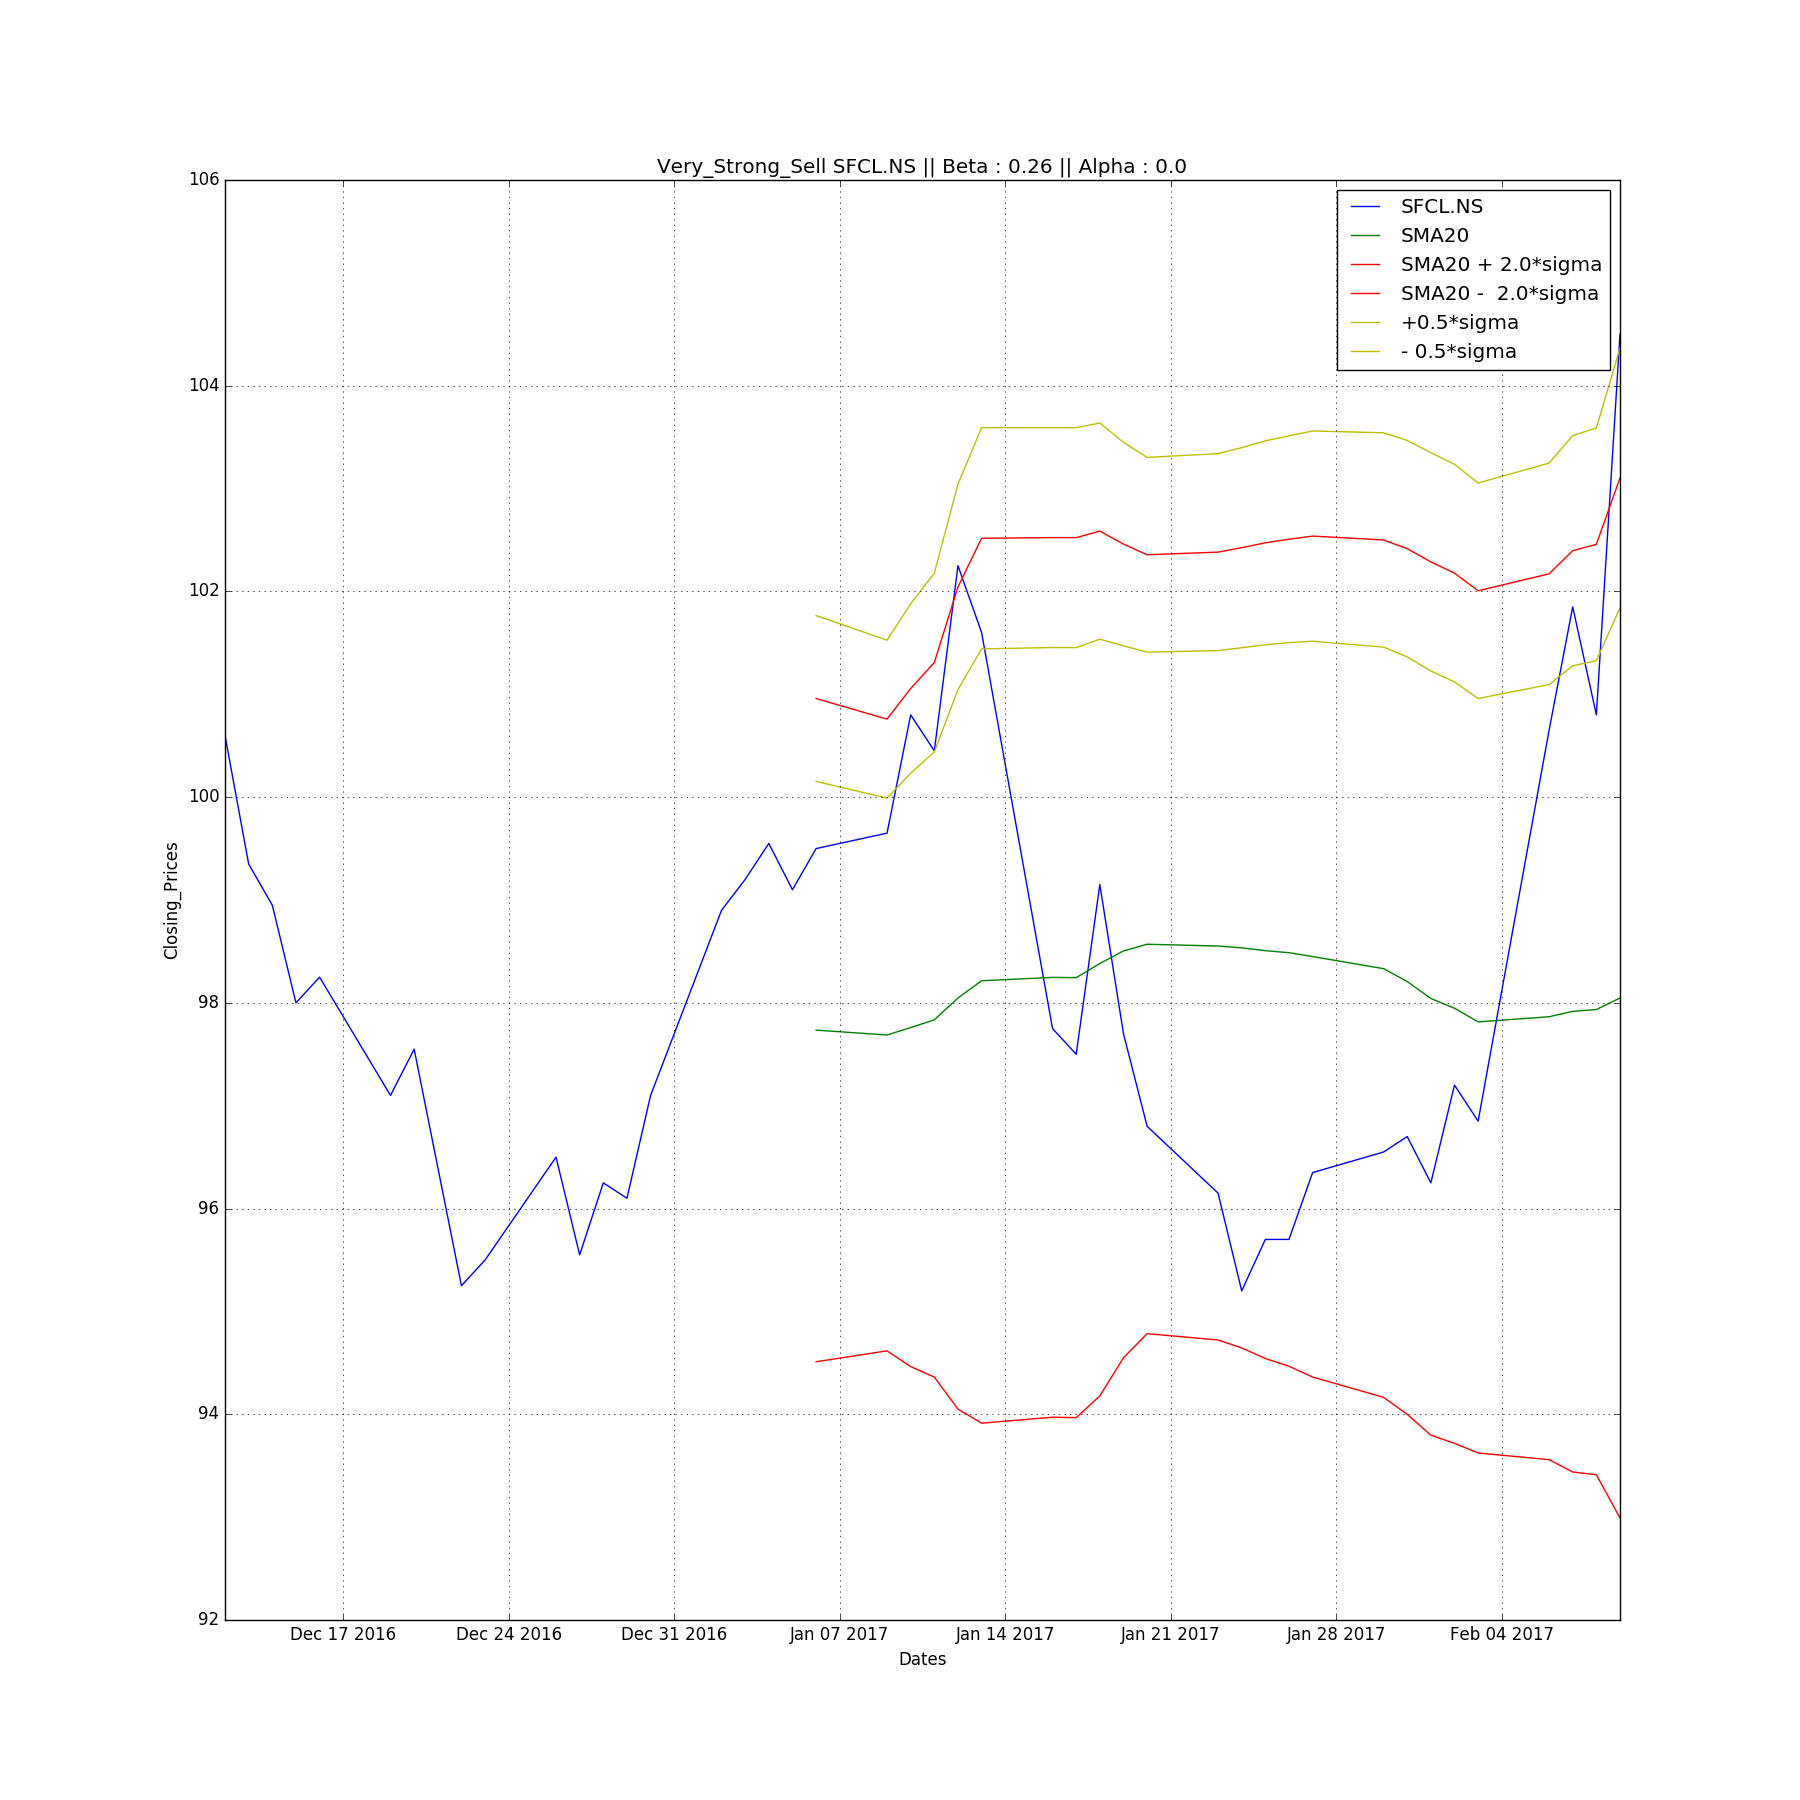 Very_Strong_Sell SFCL.NS || Beta : 0.26 || Alpha : 0.0
SFCL.NS
SMA20
SMA20 + 2.0*sigma
SMA20 -  2.0*sigma
+0.5*sigma
- 0.5*sigma
106
104
102
100
98
96
94
92
Closing_Prices
Dec 17 2016 Dec 24 2016 Dec 31 2016 Jan 07 2017 Jan 14 2017 Jan 21 2017 Jan 28 2017 Feb 04 2017
Dates